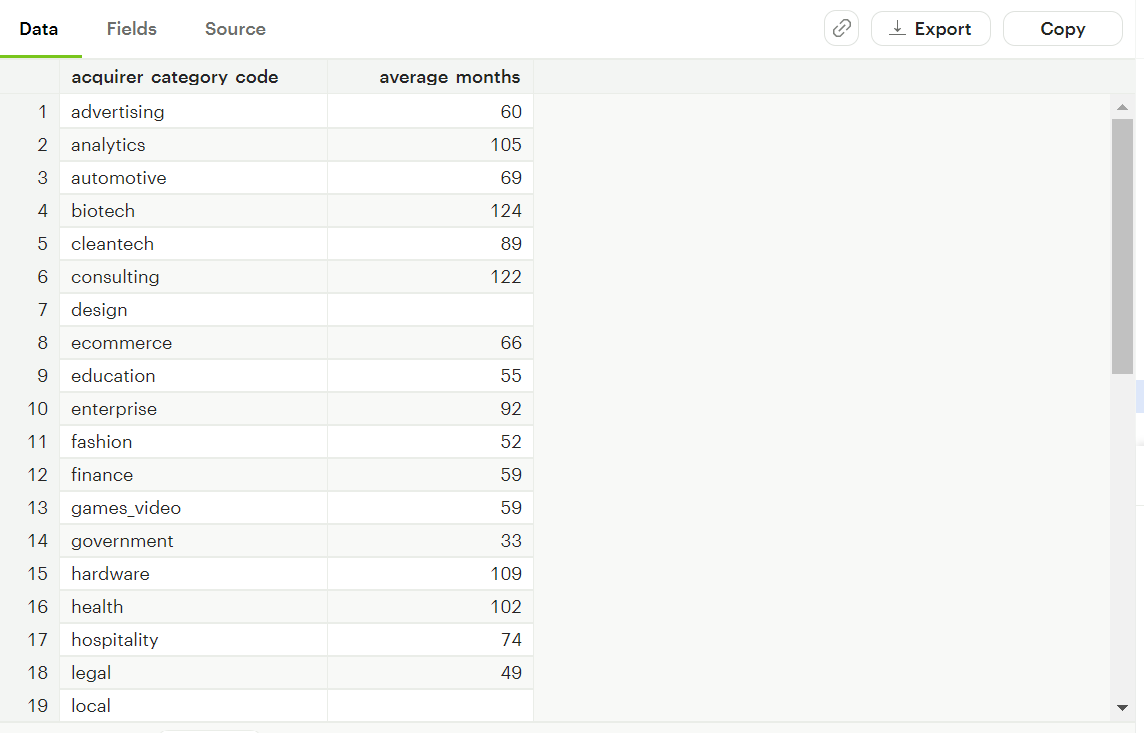 Data Fields Source Export Copy
acquirer category code average months
1 advertising 60
2 analytics 105
3 automotive 69
4 biotech 124
5 cleantech 89
6 consulting 122
7 design
8 ecommerce 66
9 education 55
10 enterprise 92
11 fashion 52
12 finance 59
13 games_video 59
14 government 33
15 hardware 109
16 health 102
17 hospitality 74
18 legal 49
19 local